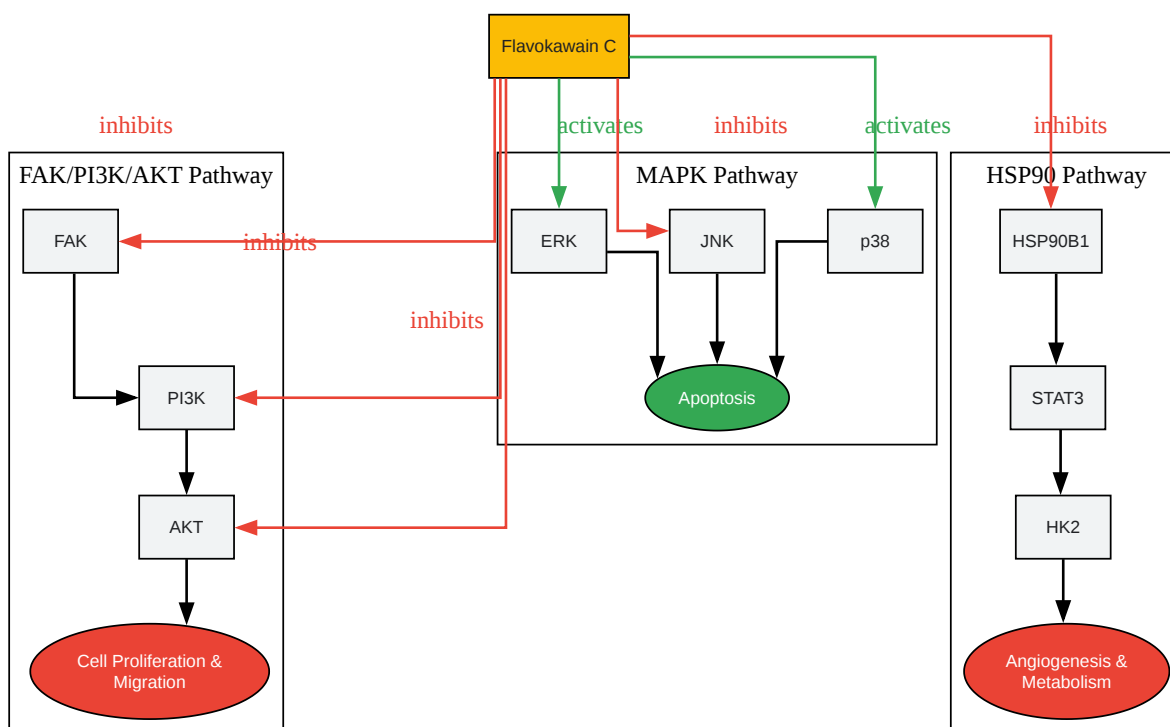 Flavokawain C
inhibits
activates
inhibits
activates
inhibits
FAK/PI3K/AKT Pathway
MAPK Pathway
HSP90 Pathway
FAK
inhibits
ERK
JNK
p38
HSP90B1
inhibits
PI3K
Apoptosis
STAT3
AKT
HK2
Cell Proliferation &
Migration
Angiogenesis &
Metabolism